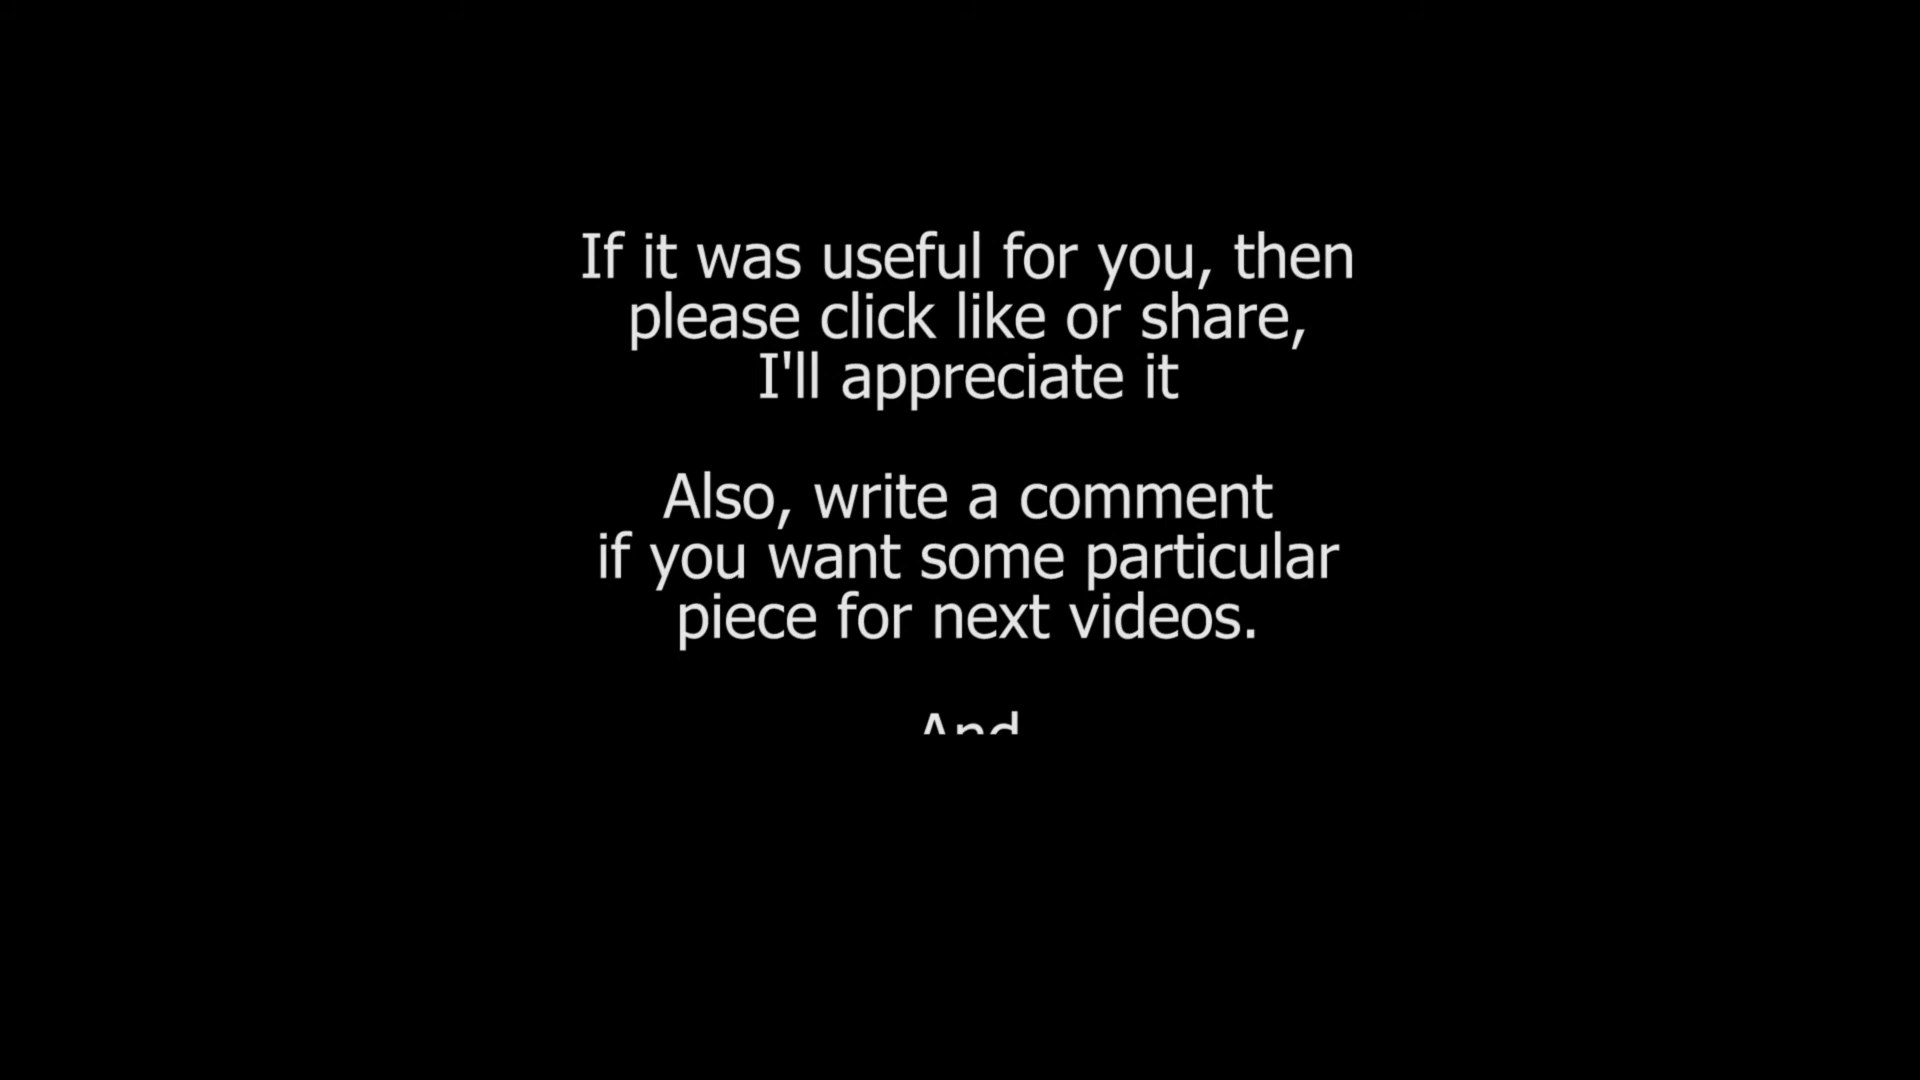 If it was useful for you, then
please click like or share,
I'll appreciate it
Also, write a comment
if you want some particular
piece for next videos.
And